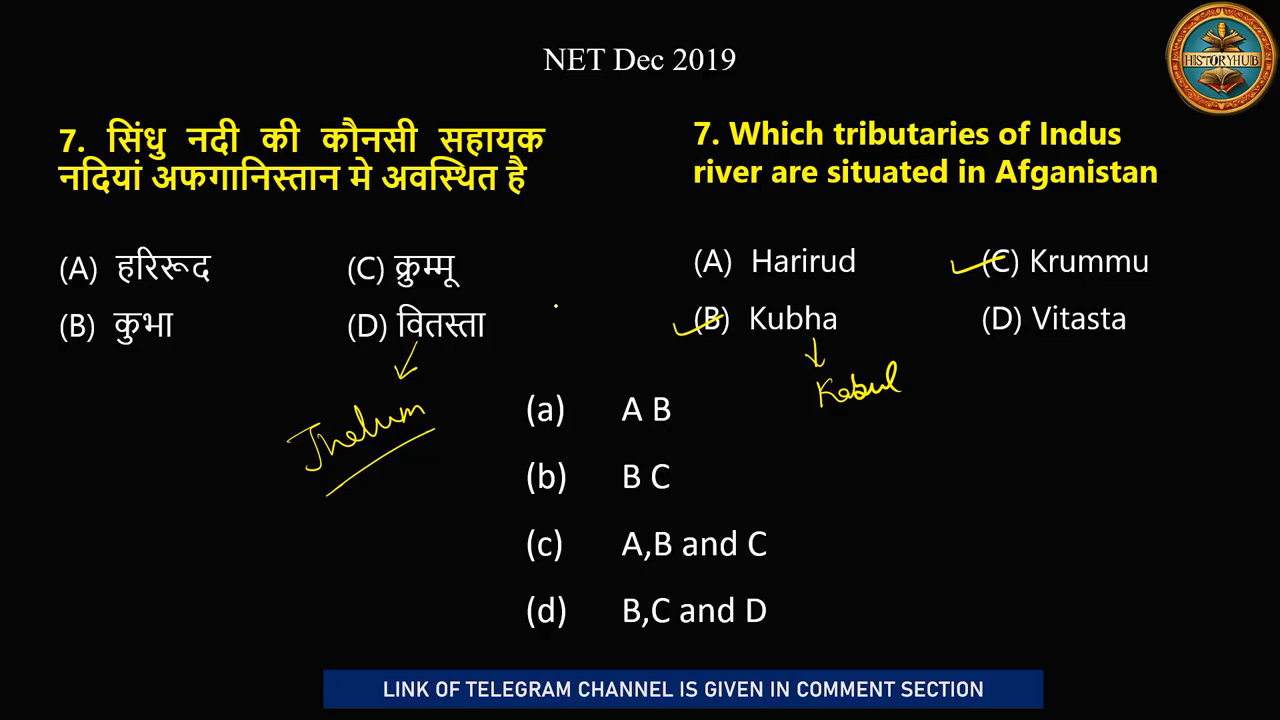 NET Dec 2019
HISTORYHUB
7. सिंधु नदी की कौनसी सहायक
नदियां अफगानिस्तान मे अवस्थित है
(A) हरिरूद (C) क्रुम्मू
(B) कुभा (D) वितस्ता
Jhelum
7. Which tributaries of Indus
river are situated in Afganistan
(A) Harirud (C) Krummu
(B) Kubha (D) Vitasta
Kabul
(a) A B
(b) B C
(c) A,B and C
(d) B,C and D
LINK OF TELEGRAM CHANNEL IS GIVEN IN COMMENT SECTION